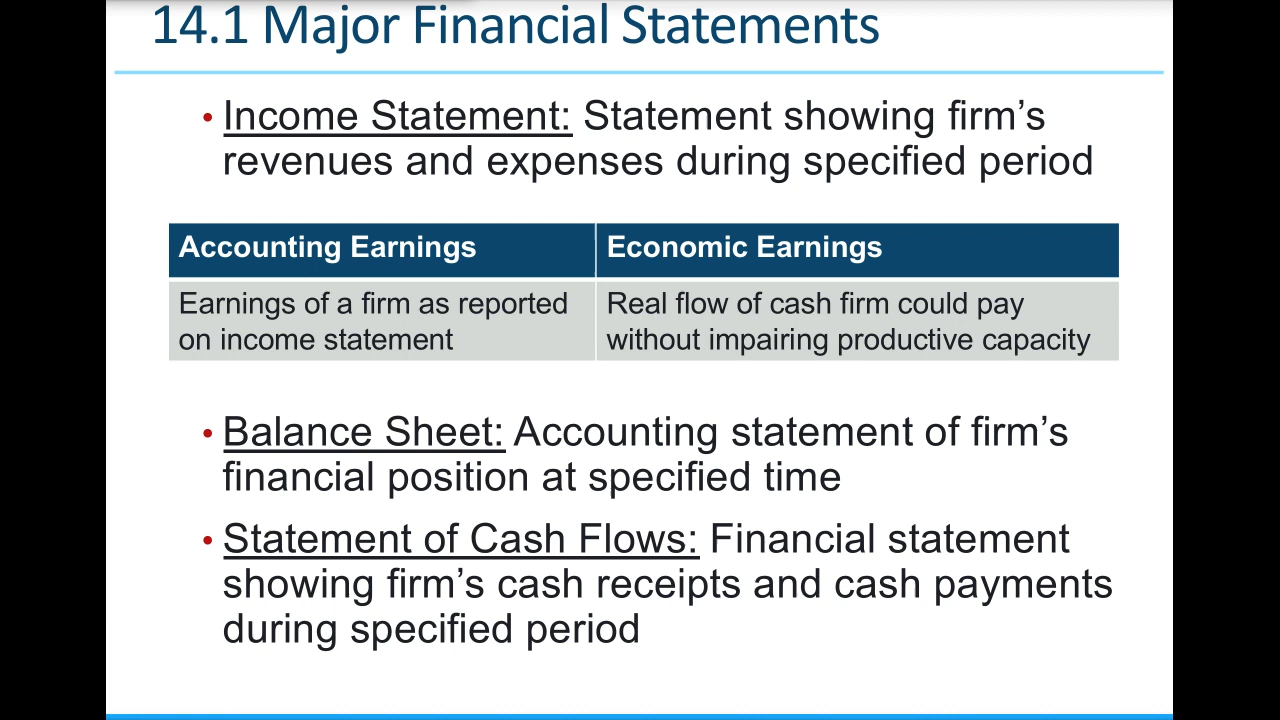 14.1 Major Financial Statements
• Income Statement: Statement showing firm’s
revenues and expenses during specified period
Accounting Earnings
Economic Earnings
Earnings of a firm as reported
on income statement
Real flow of cash firm could pay
without impairing productive capacity
• Balance Sheet: Accounting statement of firm’s
financial position at specified time
• Statement of Cash Flows: Financial statement
showing firm’s cash receipts and cash payments
during specified period